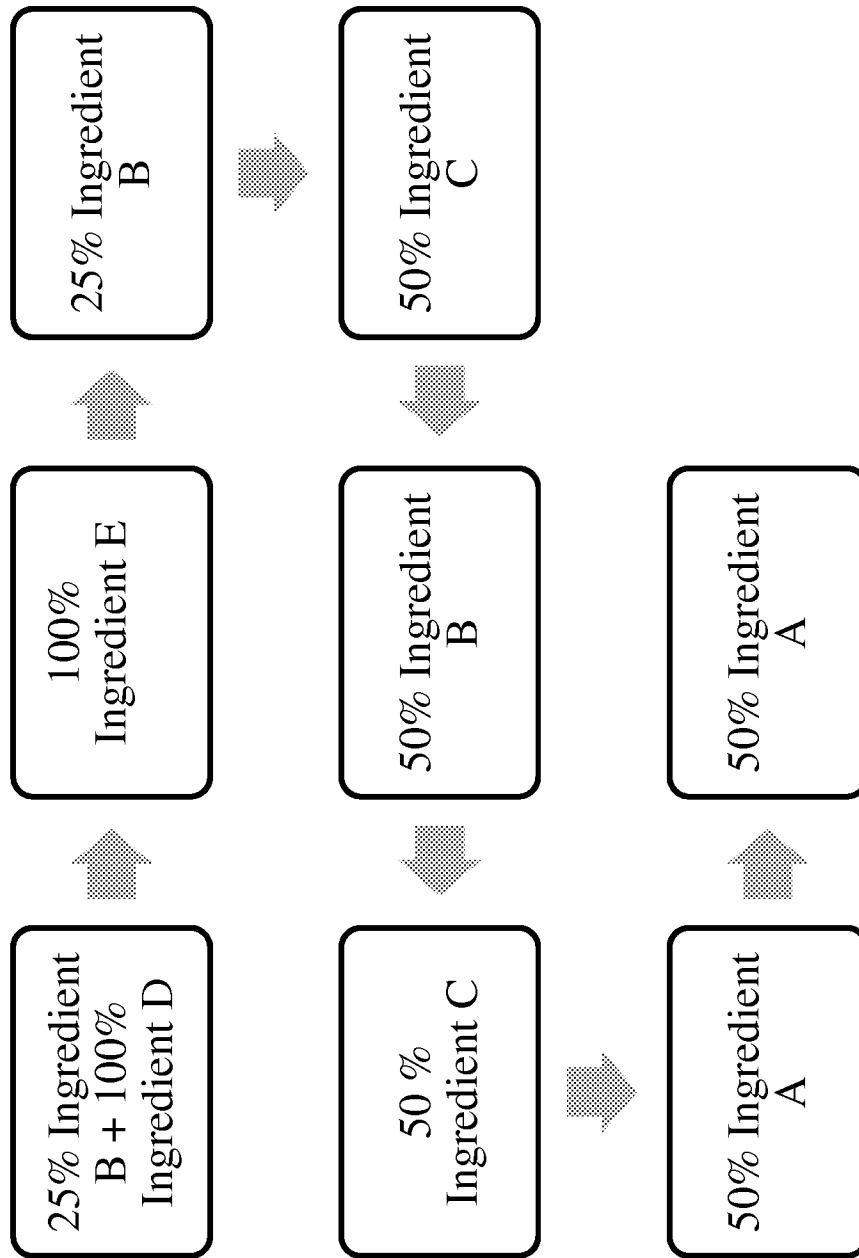 25% Ingredient
B + 100%
Ingredient D
100%
Ingredient E
25% Ingredient
B
50% Ingredient
C
50% Ingredient
B
50 %
Ingredient C
50% Ingredient
A
50% Ingredient
A